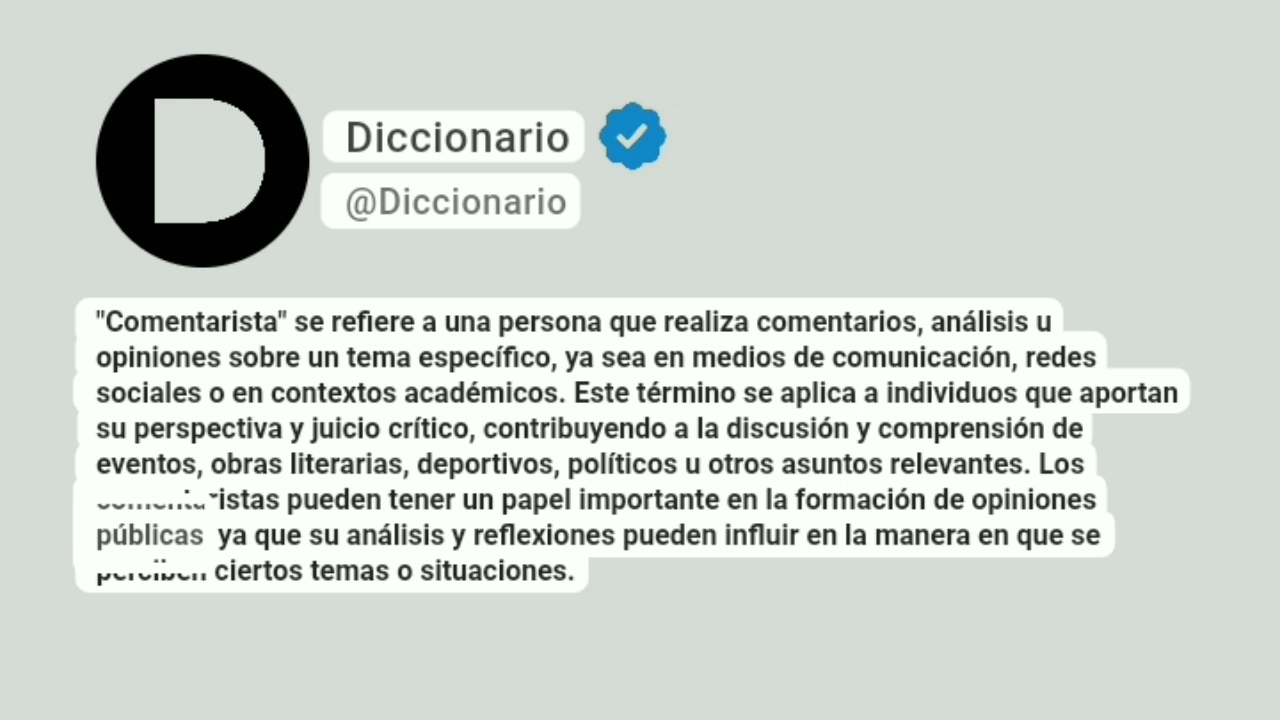 D
Diccionario
@Diccionario
"Comentarista" se refiere a una persona que realiza comentarios, análisis u
opiniones sobre un tema específico, ya sea en medios de comunicación, redes
sociales o en contextos académicos. Este término se aplica a individuos que aportan
su perspectiva y juicio crítico, contribuyendo a la discusión y comprensión de
eventos, obras literarias, deportivos, políticos u otros asuntos relevantes. Los
comentaristas pueden tener un papel importante en la formación de opiniones
públicas ya que su análisis y reflexiones pueden influir en la manera en que se
perciben ciertos temas o situaciones.